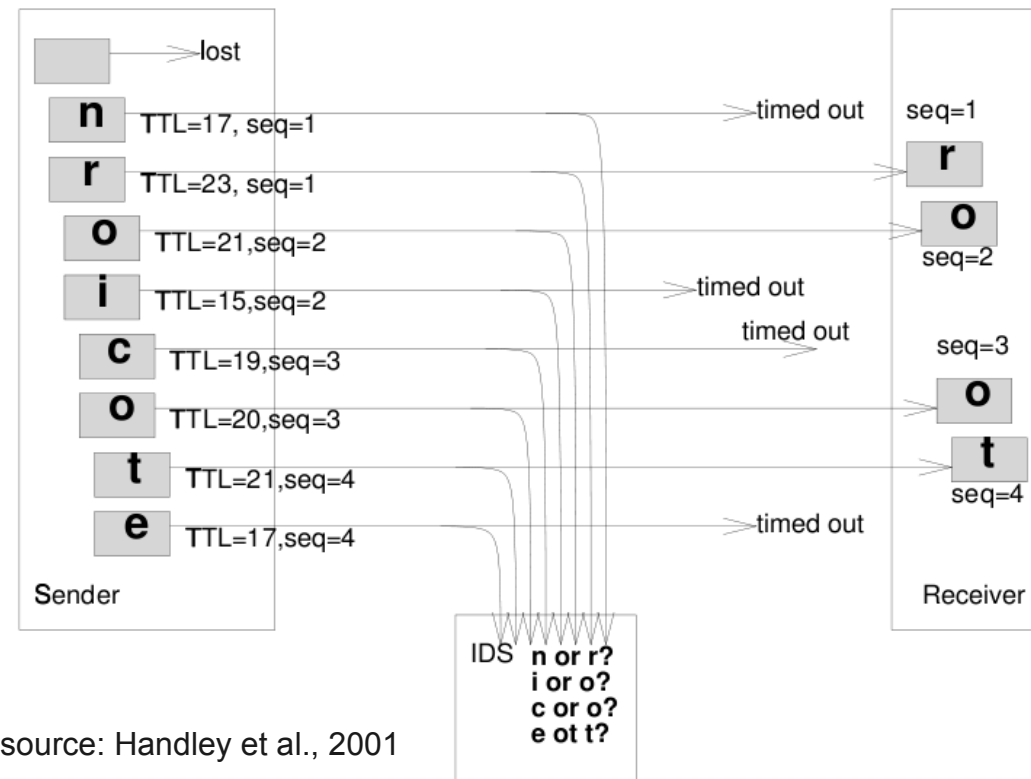 lost
n TTL=17, seq=1 timed out seq=1
r TTL=23, seq=1 r
o TTL=21,seq=2 o
seq=2
i TTL=15,seq=2 timed out
timed out
c TTL=19,seq=3 seq=3
o TTL=20,seq=3 o
t TTL=21,seq=4 t
seq=4
e TTL=17,seq=4 timed out
Sender Receiver
IDS n or r?
i or o?
c or o?
e ot t?
source: Handley et al., 2001